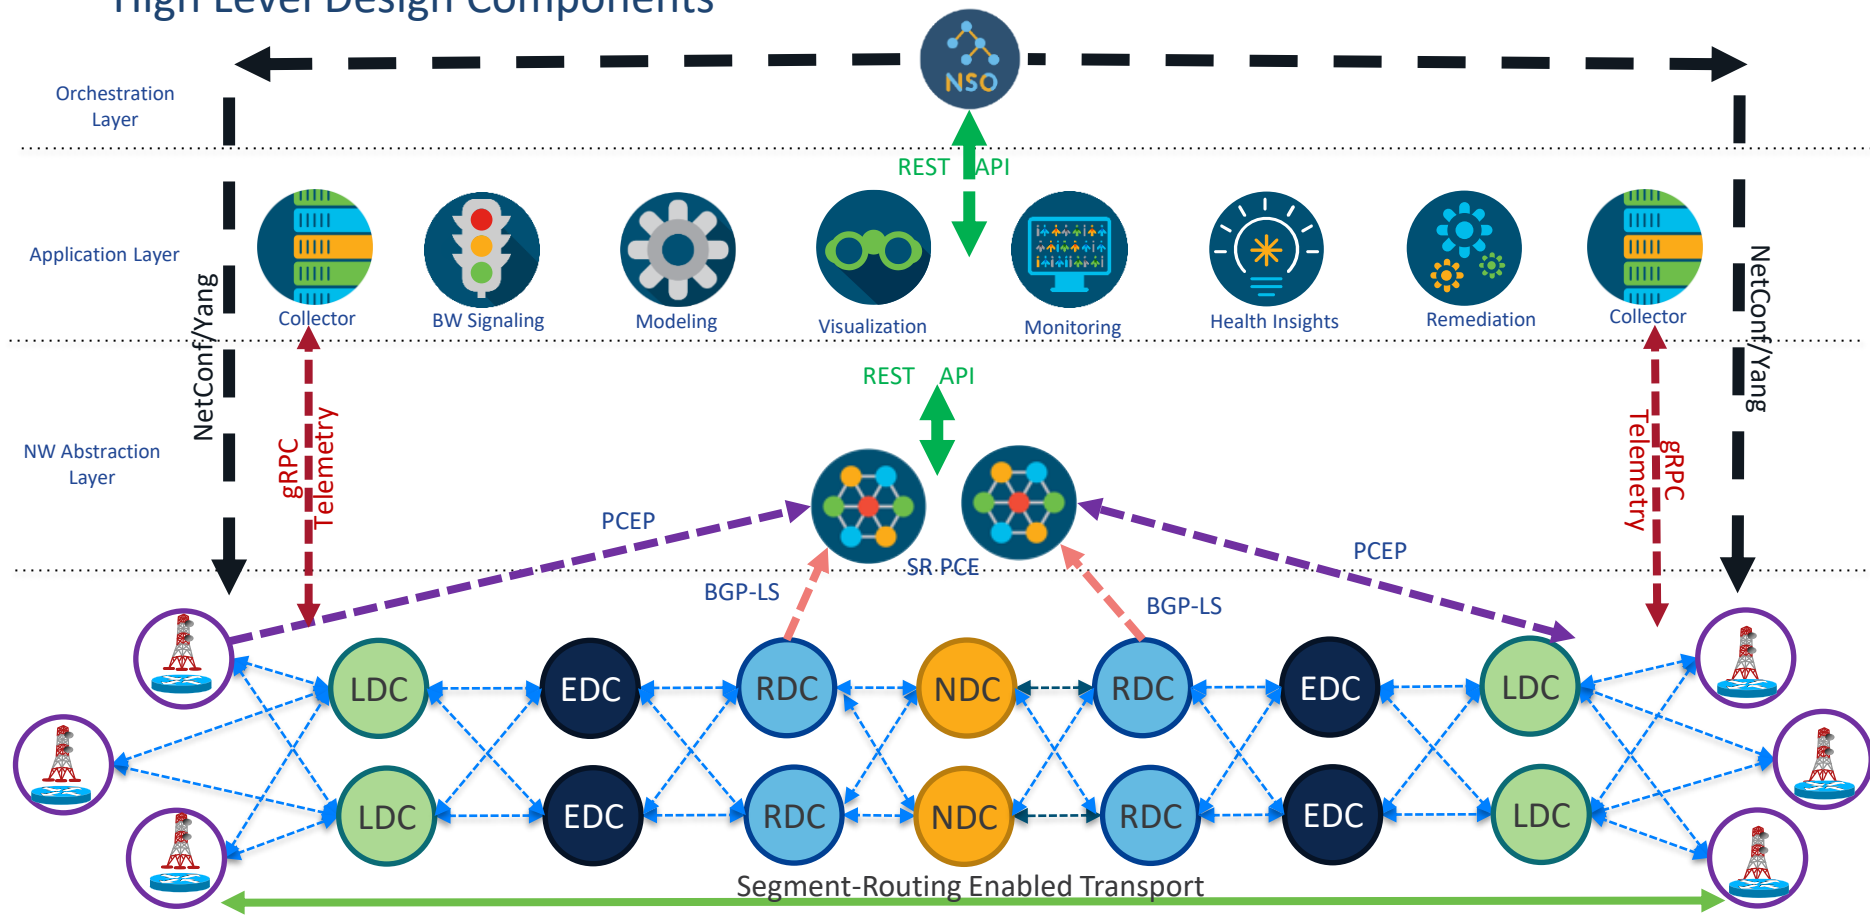 High Level Design Components
NSO
Orchestration
Layer
REST API
Application Layer
Collector
BW Signaling
Modeling
Visualization
Monitoring
Health Insights
Remediation
Collector
NetConf/Yang
NetConf/Yang
REST API
NW Abstraction
Layer
gRPC
Telemetry
gRPC
Telemetry
PCEP
PCEP
SR PCE
BGP-LS
BGP-LS
LDC
EDC
RDC
NDC
RDC
EDC
LDC
LDC
EDC
RDC
NDC
RDC
EDC
LDC
Segment-Routing Enabled Transport